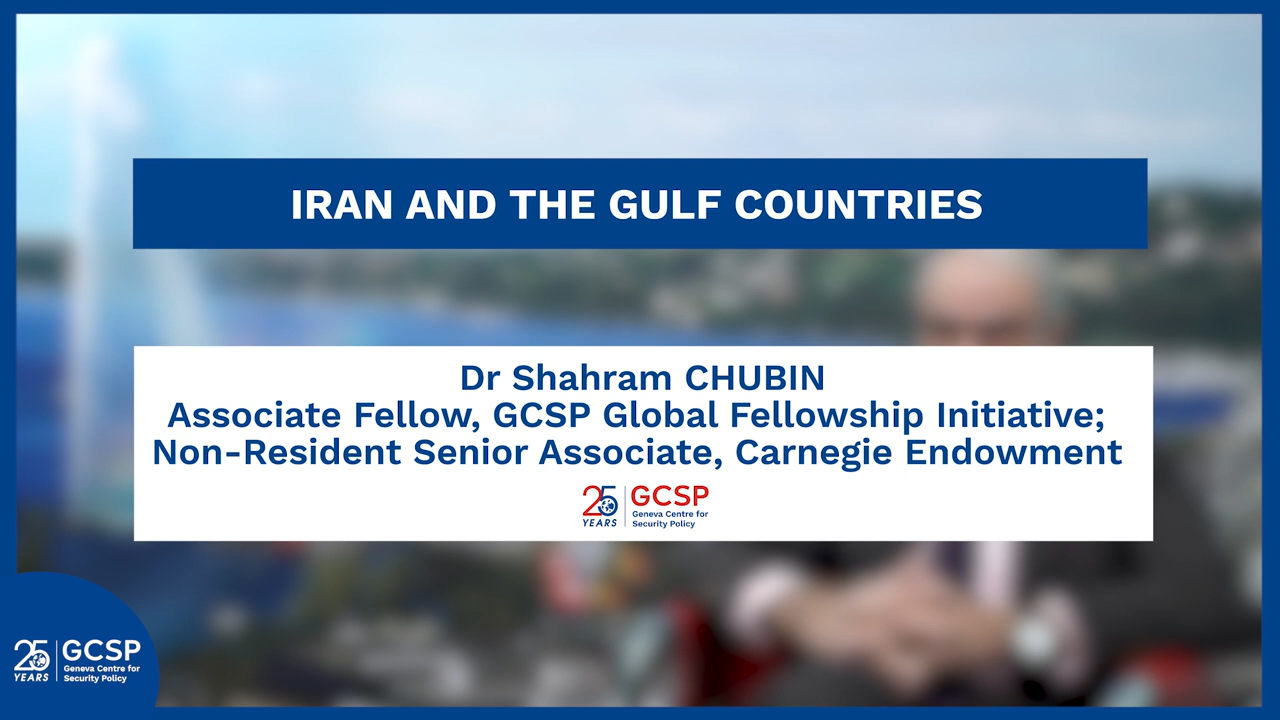 IRAN AND THE GULF COUNTRIES
Dr Shahram CHUBIN
Associate Fellow, GCSP Global Fellowship Initiative;
Non-Resident Senior Associate, Carnegie Endowment
25 YEARS
GCSP
Geneva Centre for
Security Policy
25 YEARS
GCSP
Geneva Centre for
Security Policy